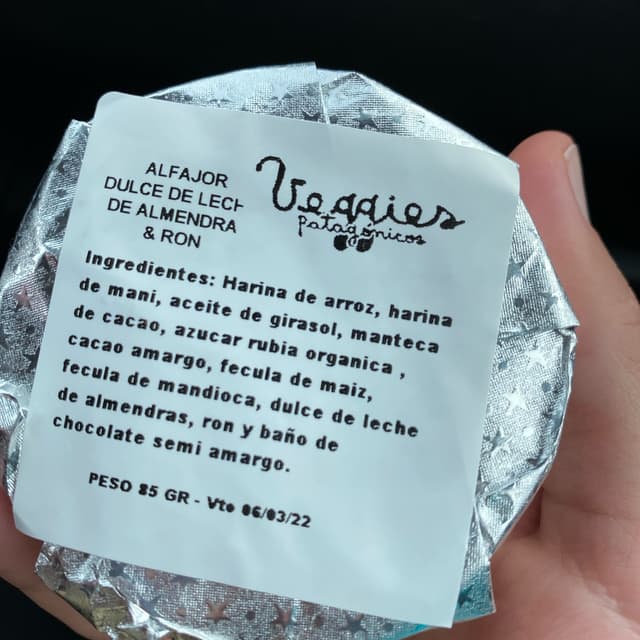 ALFAJOR
DULCE DE LECH
DE ALMENDRA
& RON
Veggies
patagónicos
Ingredientes: Harina de arroz, harina
de mani, aceite de girasol, manteca
de cacao, azucar rubia organica ,
cacao amargo, fecula de maiz,
fecula de mandioca, dulce de leche
de almendras, ron y baño de
chocolate semi amargo.
PESO 85 GR - Vto 06/03/22